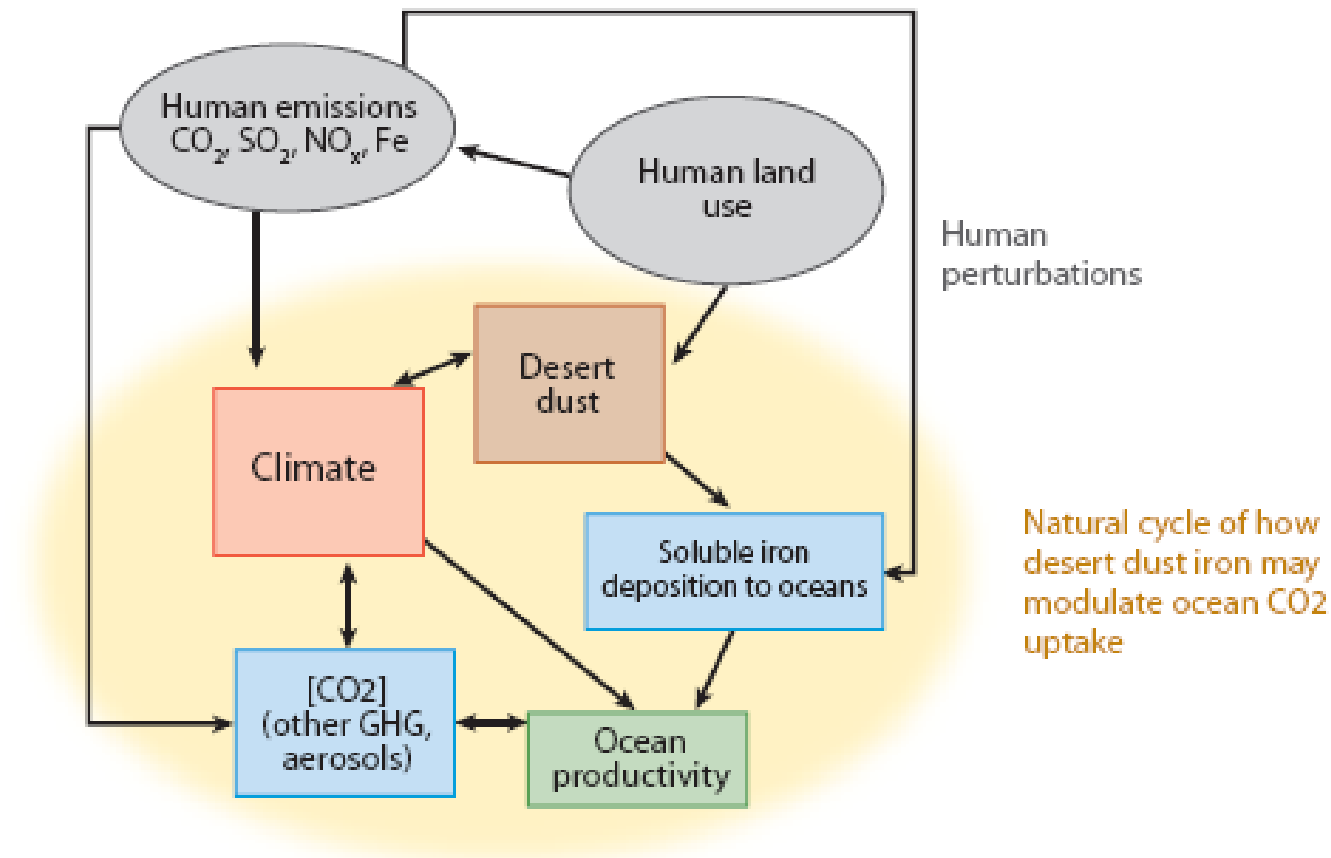 Human emissions
CO2, SO2, NOx, Fe
Human land
use
Human
perturbations
Desert
dust
Climate
Soluble iron
deposition to oceans
Natural cycle of how
desert dust iron may
modulate ocean CO2
uptake
[CO2]
(other GHG,
aerosols)
Ocean
productivity